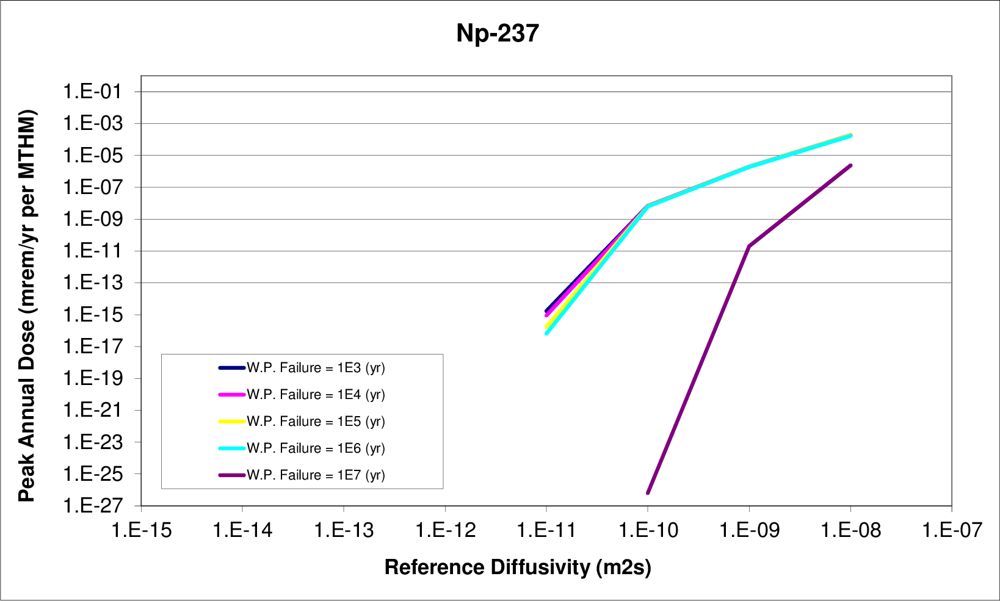 Np-237
Peak Annual Dose (mrem/yr per MTHM)
1.E-01
1.E-03
1.E-05
1.E-07
1.E-09
1.E-11
1.E-13
1.E-15
1.E-17
1.E-19
1.E-21
1.E-23
1.E-25
1.E-27
W.P. Failure = 1E3 (yr)
W.P. Failure = 1E4 (yr)
W.P. Failure = 1E5 (yr)
W.P. Failure = 1E6 (yr)
W.P. Failure = 1E7 (yr)
1.E-15 1.E-14 1.E-13 1.E-12 1.E-11 1.E-10 1.E-09 1.E-08 1.E-07
Reference Diffusivity (m2s)